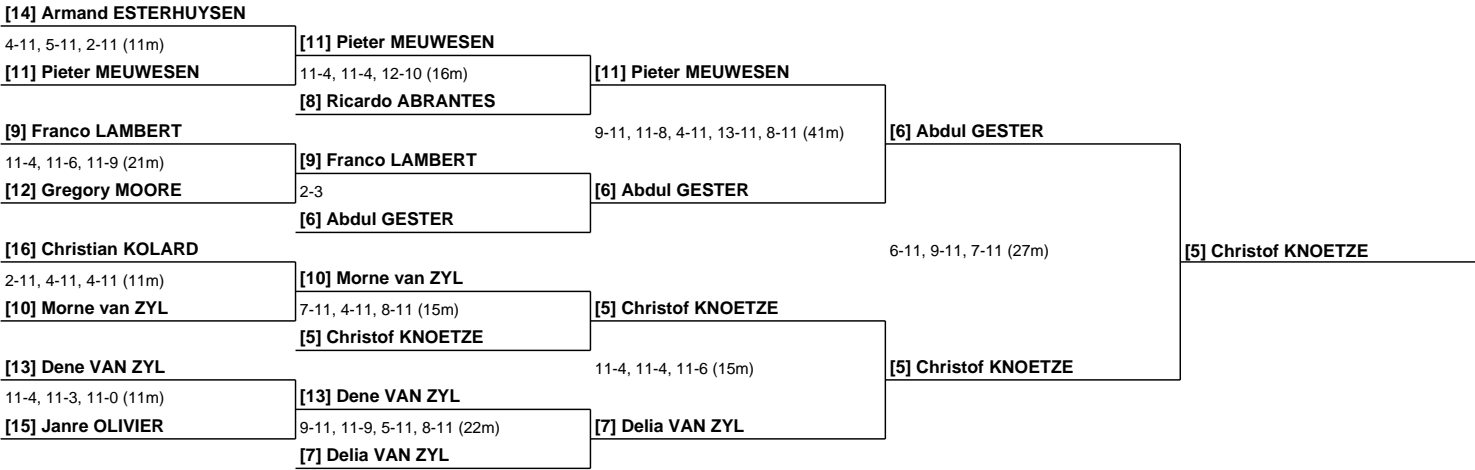 [14] Armand ESTERHUYSEN
4-11, 5-11, 2-11 (11m)
[11] Pieter MEUWESEN
[11] Pieter MEUWESEN
11-4, 11-4, 12-10 (16m)
[11] Pieter MEUWESEN
[8] Ricardo ABRANTES
[9] Franco LAMBERT
9-11, 11-8, 4-11, 13-11, 8-11 (41m)
[6] Abdul GESTER
11-4, 11-6, 11-9 (21m)
[9] Franco LAMBERT
[12] Gregory MOORE
2-3
[6] Abdul GESTER
[6] Abdul GESTER
[16] Christian KOLARD
6-11, 9-11, 7-11 (27m)
[5] Christof KNOETZE
2-11, 4-11, 4-11 (11m)
[10] Morne van ZYL
[10] Morne van ZYL
7-11, 4-11, 8-11 (15m)
[5] Christof KNOETZE
[5] Christof KNOETZE
[13] Dene VAN ZYL
11-4, 11-4, 11-6 (15m)
[5] Christof KNOETZE
11-4, 11-3, 11-0 (11m)
[13] Dene VAN ZYL
[15] Janre OLIVIER
9-11, 11-9, 5-11, 8-11 (22m)
[7] Delia VAN ZYL
[7] Delia VAN ZYL